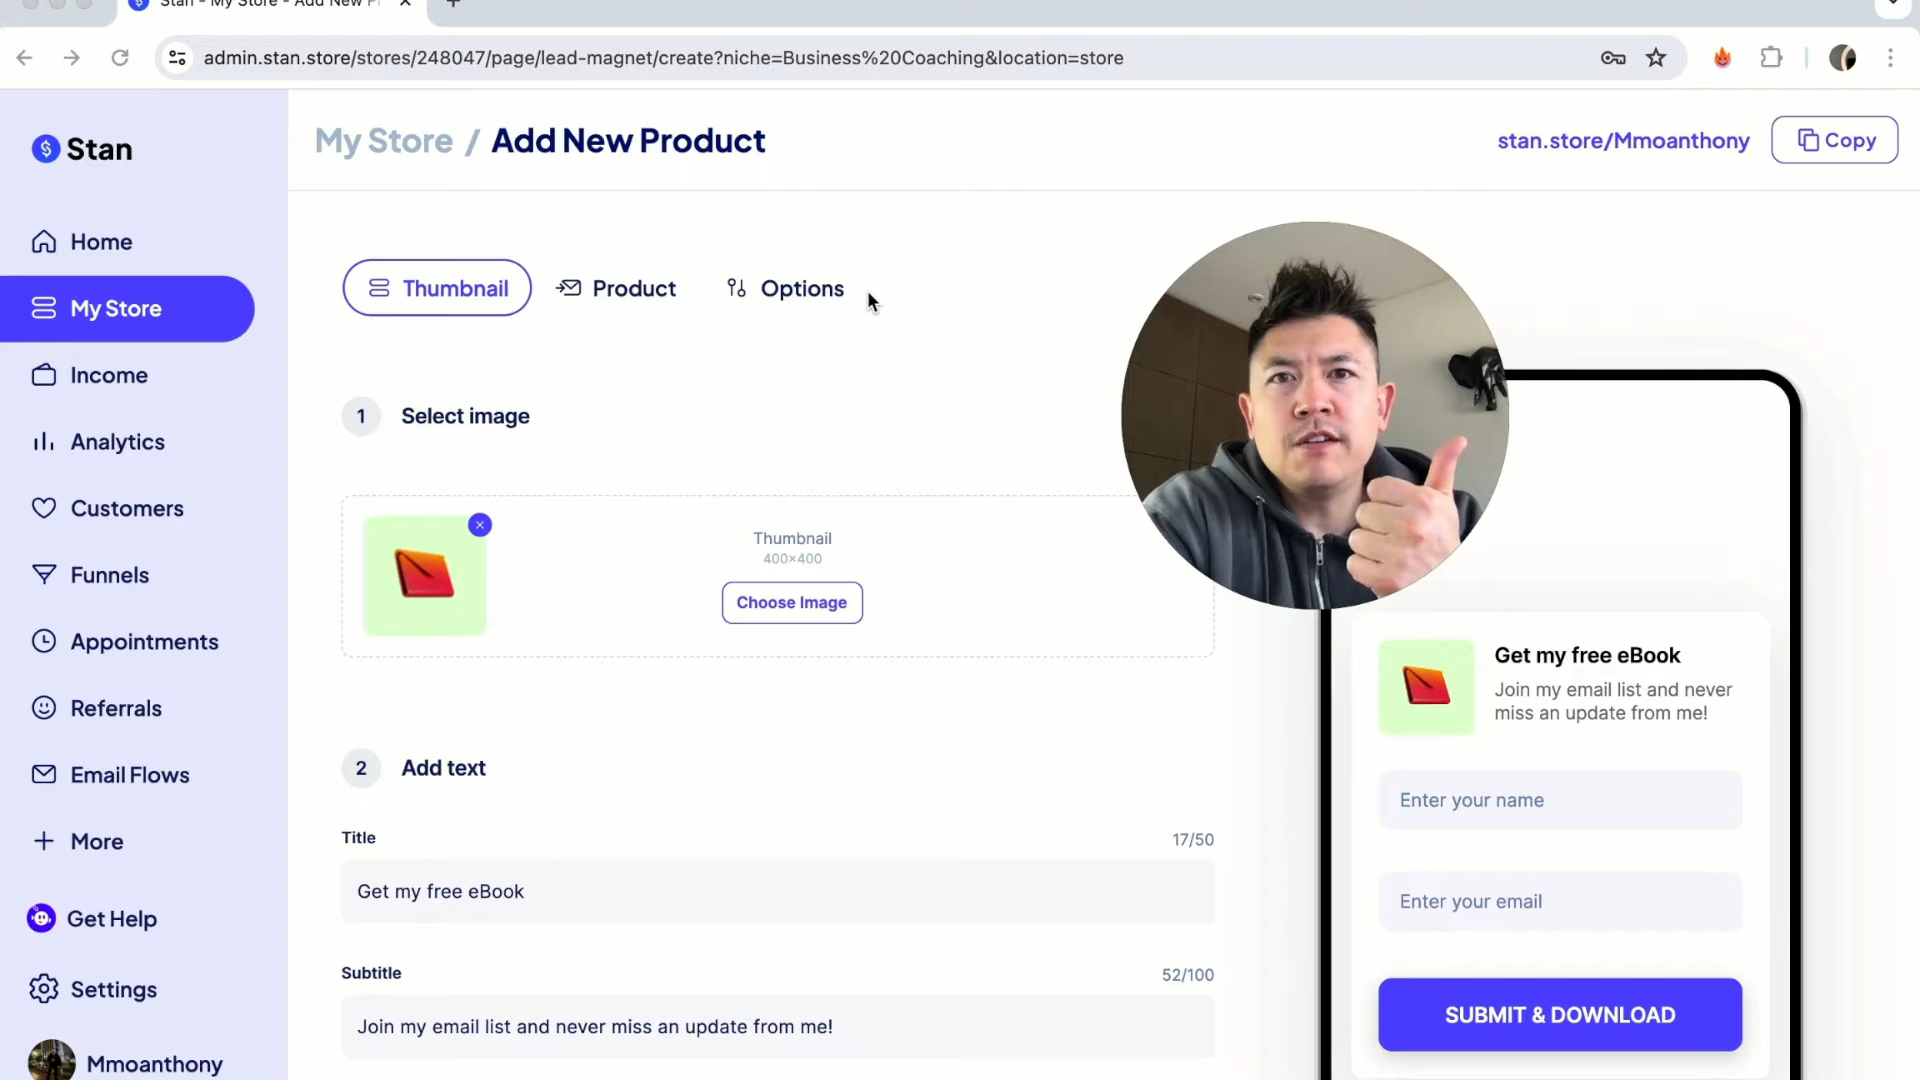 Stan - My Store - Add New P
admin.stan.store/stores/248047/page/lead-magnet/create?niche=Business%20Coaching&location=store
Stan
My Store / Add New Product
stan.store/Mmoanthony
Copy
Home
My Store
Income
Analytics
Customers
Funnels
Appointments
Referrals
Email Flows
More
Get Help
Settings
Mmoanthony
Thumbnail
Product
Options
1 Select image
Thumbnail
400×400
Choose Image
2 Add text
Title
17/50
Get my free eBook
Subtitle
52/100
Join my email list and never miss an update from me!
Get my free eBook
Join my email list and never
miss an update from me!
Enter your name
Enter your email
SUBMIT & DOWNLOAD